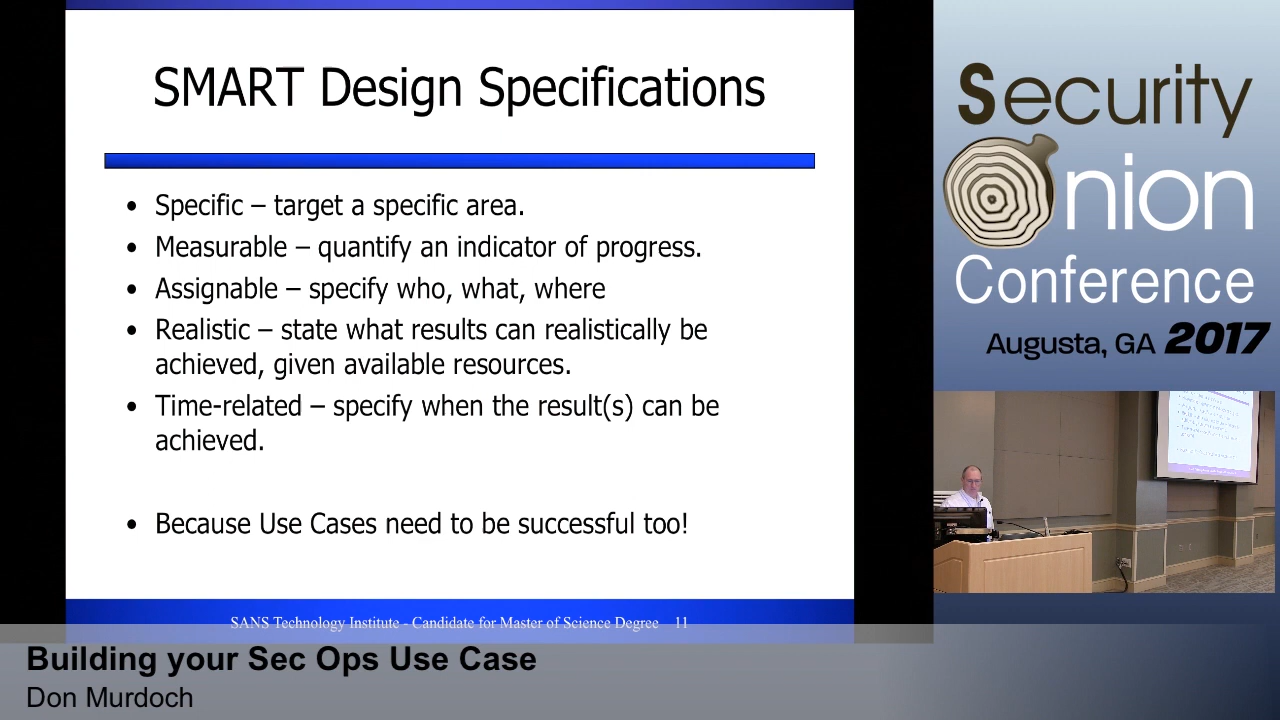 SMART Design Specifications
• Specific – target a specific area.
• Measurable – quantify an indicator of progress.
• Assignable – specify who, what, where
• Realistic – state what results can realistically be
achieved, given available resources.
• Time-related – specify when the result(s) can be
achieved.
• Because Use Cases need to be successful too!
SANS Technology Institute - Candidate for Master of Science Degree 11
Security
Onion
Conference
Augusta, GA 2017
Building your Sec Ops Use Case
Don Murdoch